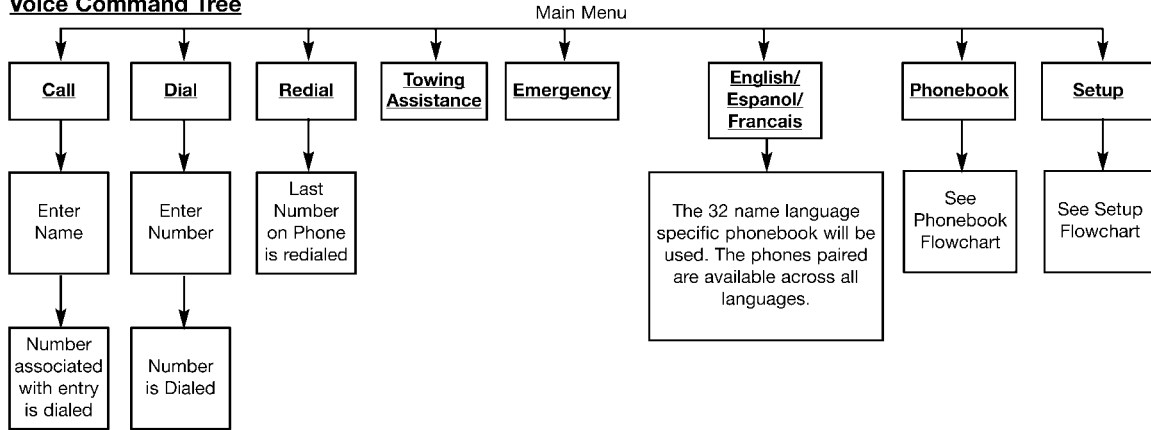 Voice Command Tree
Main Menu
Call
Dial
Redial
Towing
Assistance
Emergency
English/
Espanol/
Francais
Phonebook
Setup
Enter
Name
Enter
Number
Last
Number
on Phone
is redialed
The 32 name language
specific phonebook will be
used. The phones paired
are available across all
languages.
See
Phonebook
Flowchart
See Setup
Flowchart
Number
associated
with entry
is dialed
Number
is Dialed